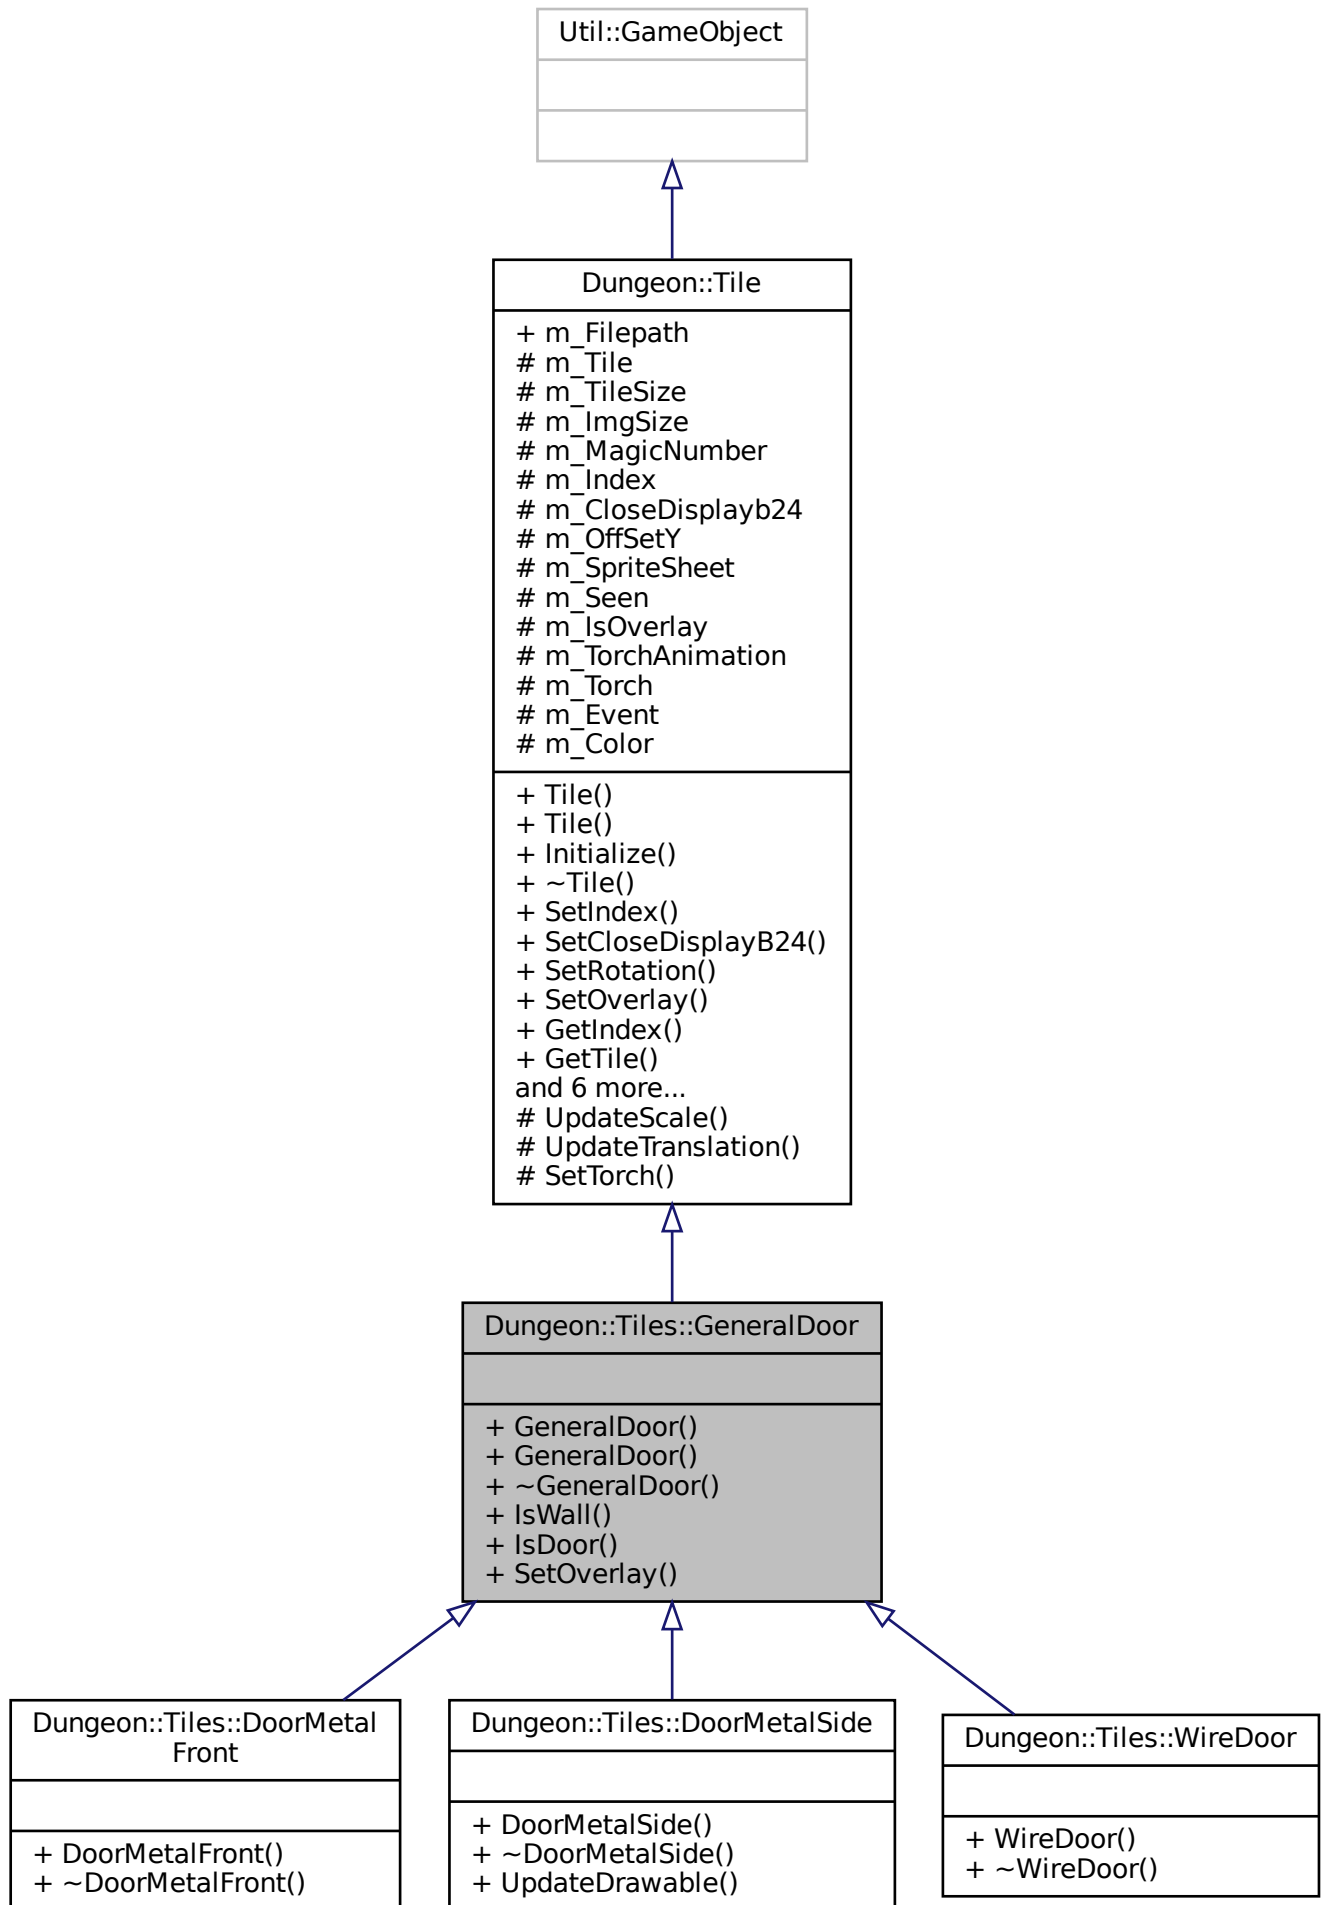 Util::GameObject
Dungeon::Tile
+ m_Filepath
# m_Tile
# m_TileSize
# m_ImgSize
# m_MagicNumber
# m_Index
# m_CloseDisplayb24
# m_OffSetY
# m_SpriteSheet
# m_Seen
# m_IsOverlay
# m_TorchAnimation
# m_Torch
# m_Event
# m_Color
+ Tile()
+ Tile()
+ Initialize()
+ ~Tile()
+ SetIndex()
+ SetCloseDisplayB24()
+ SetRotation()
+ SetOverlay()
+ GetIndex()
+ GetTile()
and 6 more...
# UpdateScale()
# UpdateTranslation()
# SetTorch()
Dungeon::Tiles::GeneralDoor
+ GeneralDoor()
+ GeneralDoor()
+ ~GeneralDoor()
+ IsWall()
+ IsDoor()
+ SetOverlay()
Dungeon::Tiles::DoorMetal
Front
+ DoorMetalFront()
+ ~DoorMetalFront()
Dungeon::Tiles::DoorMetalSide
+ DoorMetalSide()
+ ~DoorMetalSide()
+ UpdateDrawable()
Dungeon::Tiles::WireDoor
+ WireDoor()
+ ~WireDoor()